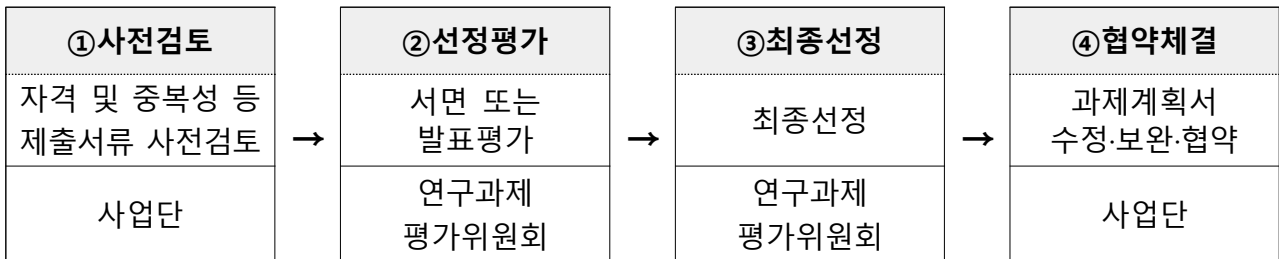 ①사전검토
자격 및 중복성 등
제출서류 사전검토
사업단
→
②선정평가
서면 또는
발표평가
연구과제
평가위원회
→
③최종선정
최종선정
연구과제
평가위원회
→
④협약체결
과제계획서
수정·보완·협약
사업단